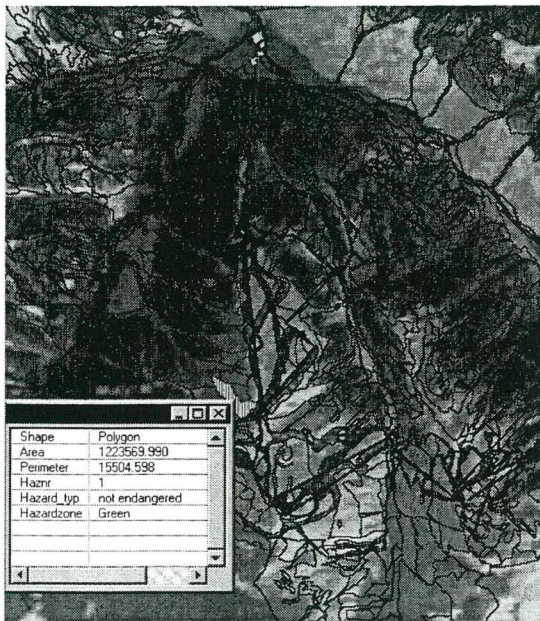 Shape Polygon
Area 1223569.990
Perimeter 15504.598
Haznr 1
Hazard_typ not endangered
Hazardzone Green